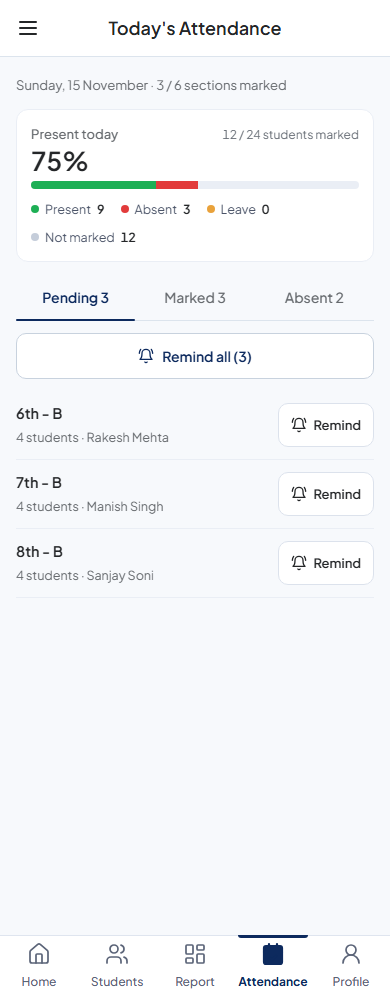 Today's Attendance
Sunday, 15 November · 3 / 6 sections marked
Present today 12 / 24 students marked
75%
Present 9 Absent 3 Leave 0
Not marked 12
Pending 3 Marked 3 Absent 2
Remind all (3)
6th - B
4 students · Rakesh Mehta
Remind
7th - B
4 students · Manish Singh
Remind
8th - B
4 students · Sanjay Soni
Remind
Home Students Report Attendance Profile